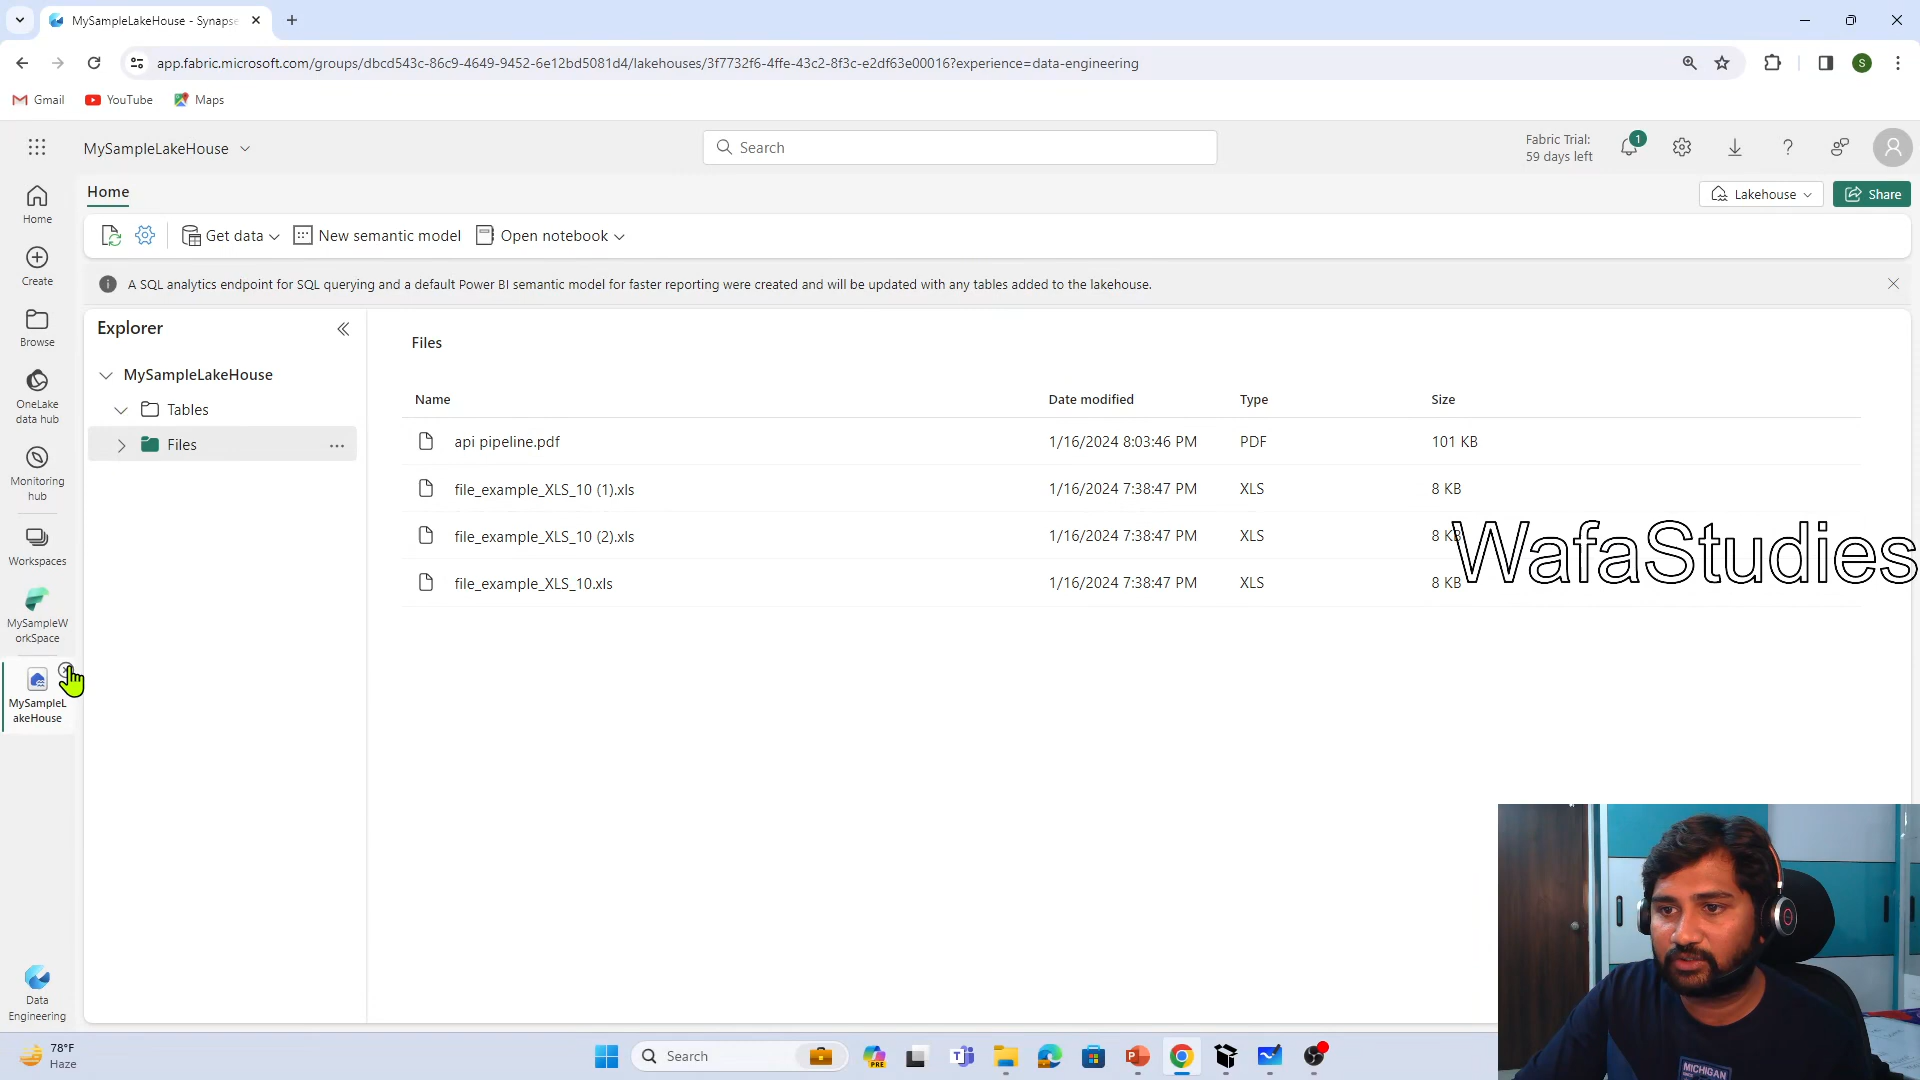 MySampleLakeHouse - Synapse
app.fabric.microsoft.com/groups/dbcd543c-86c9-4649-9452-6e12bd5081d4/lakehouses/3f7732f6-4ffe-43c2-8f3c-e2df63e00016?experience=data-engineering
S
Gmail
YouTube
Maps
MySampleLakeHouse
Search
Fabric Trial:
59 days left
1
Home
Lakehouse
Share
Get data
New semantic model
Open notebook
A SQL analytics endpoint for SQL querying and a default Power BI semantic model for faster reporting were created and will be updated with any tables added to the lakehouse.
Home
Create
Browse
OneLake
data hub
Monitoring
hub
Workspaces
MySampleW
orkSpace
MySampleL
akeHouse
Data
Engineering
Explorer
MySampleLakeHouse
Tables
Files
Files
Name Date modified Type Size
api pipeline.pdf 1/16/2024 8:03:46 PM PDF 101 KB
file_example_XLS_10 (1).xls 1/16/2024 7:38:47 PM XLS 8 KB
file_example_XLS_10 (2).xls 1/16/2024 7:38:47 PM XLS 8 KB
file_example_XLS_10.xls 1/16/2024 7:38:47 PM XLS 8 KB
WafaStudies
MICHIGAN
78°F
Haze
Search
PRE